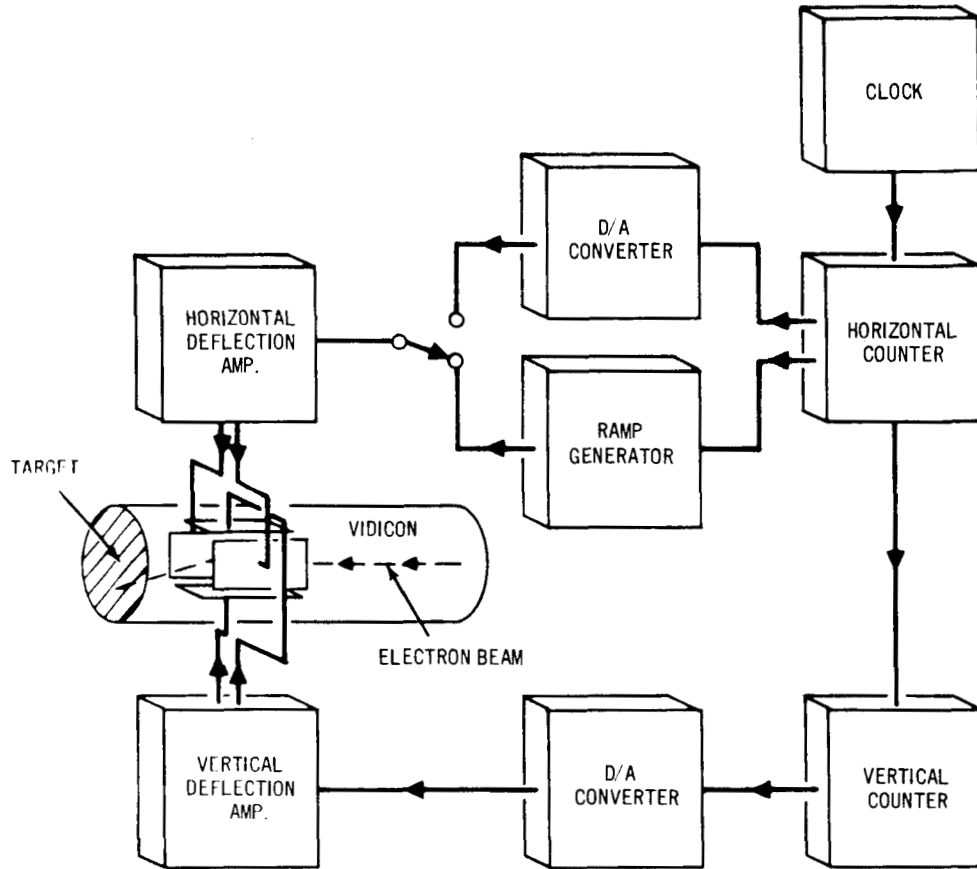 CLOCK
D/A
CONVERTER
HORIZONTAL
DEFLECTION
AMP.
HORIZONTAL
COUNTER
RAMP
GENERATOR
TARGET
VIDICON
ELECTRON BEAM
VERTICAL
DEFLECTION
AMP.
D/A
CONVERTER
VERTICAL
COUNTER